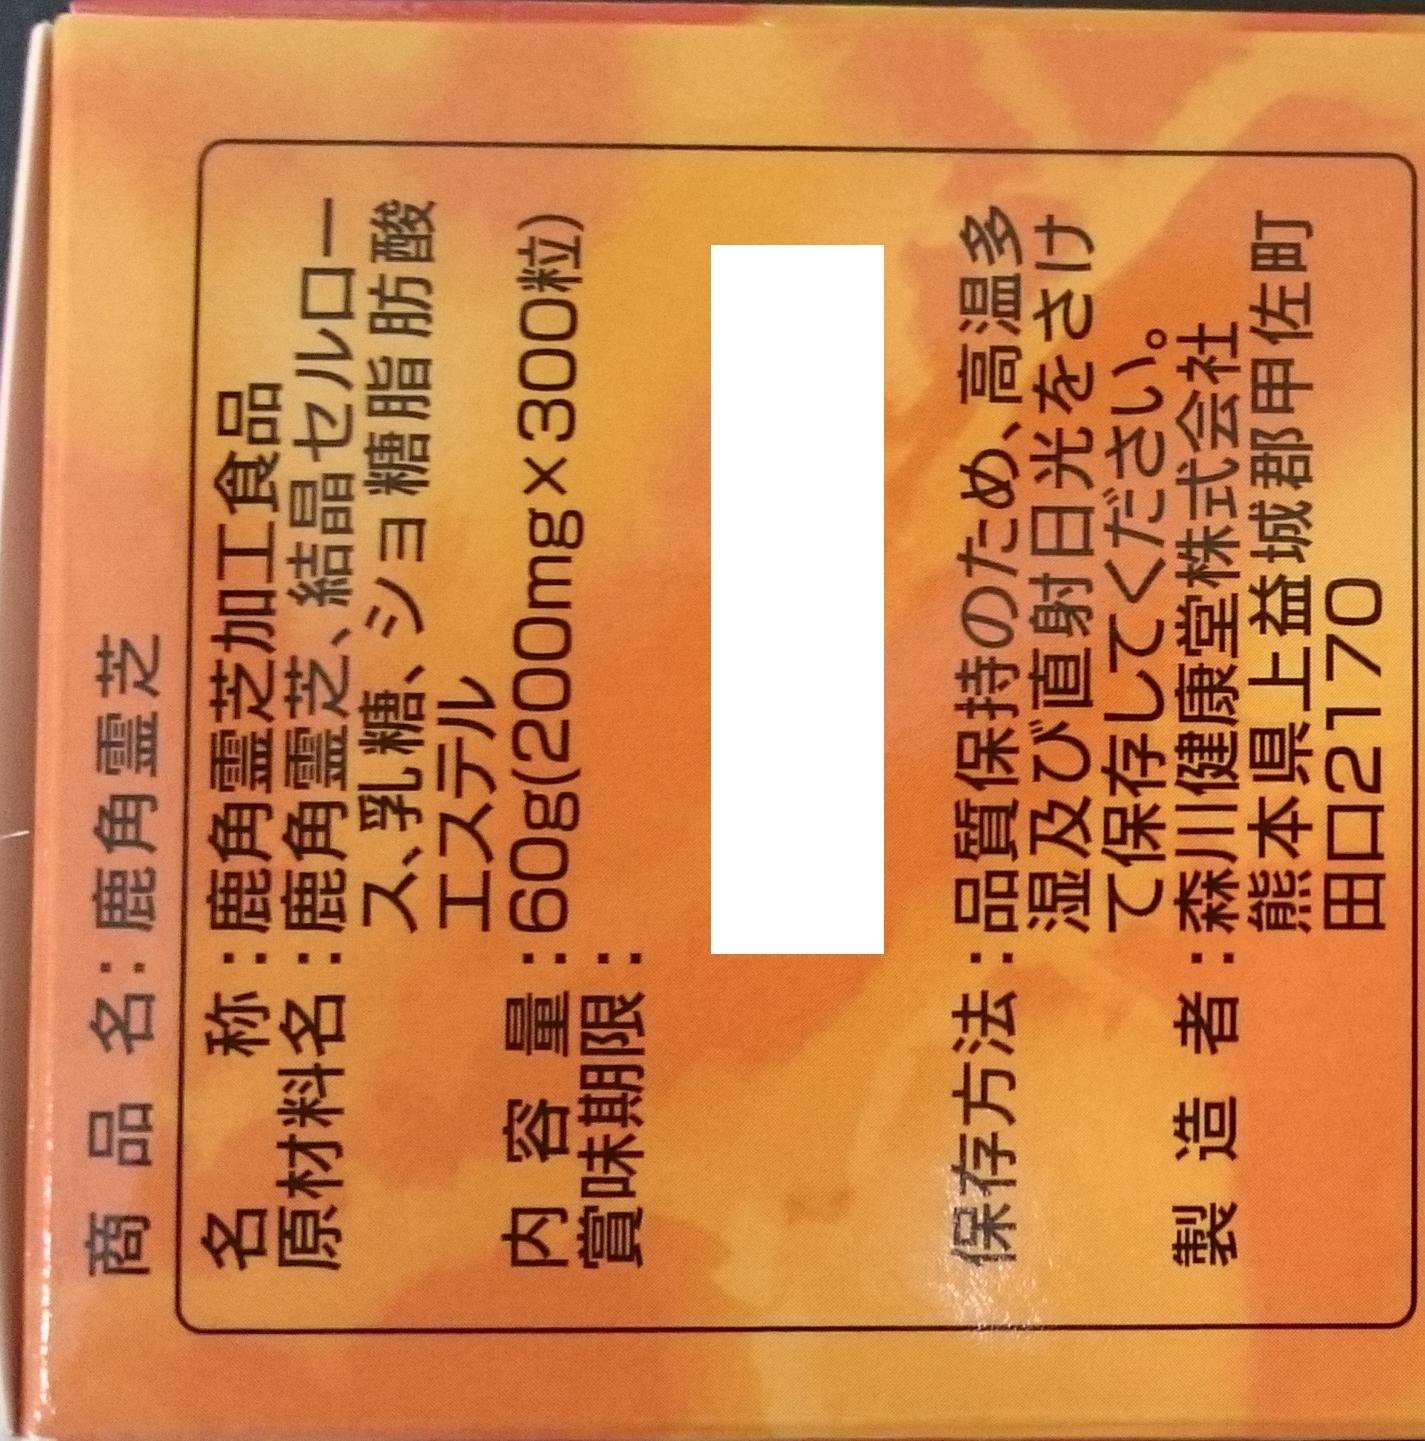 商品名：鹿角霊芝
名称：鹿角霊芝加工食品
原材料名：鹿角霊芝、結晶セルロー
ス、乳糖、ショ糖脂肪酸
エステル
内容量：60g(200mg×300粒)
賞味期限：
保存方法：品質保持のため、高温多
湿及び直射日光をさけ
て保存してください。
製造者：森川健康堂株式会社
熊本県上益城郡甲佐町
田口2170